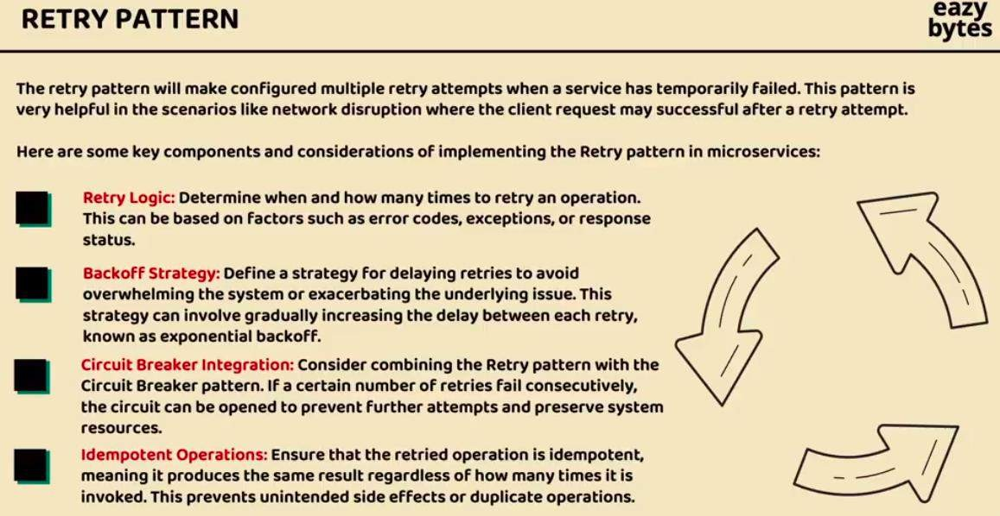 RETRY PATTERN
eazy
bytes
The retry pattern will make configured multiple retry attempts when a service has temporarily failed. This pattern is
very helpful in the scenarios like network disruption where the client request may successful after a retry attempt.
Here are some key components and considerations of implementing the Retry pattern in microservices:
Retry Logic: Determine when and how many times to retry an operation.
This can be based on factors such as error codes, exceptions, or response
status.
Backoff Strategy: Define a strategy for delaying retries to avoid
overwhelming the system or exacerbating the underlying issue. This
strategy can involve gradually increasing the delay between each retry,
known as exponential backoff.
Circuit Breaker Integration: Consider combining the Retry pattern with the
Circuit Breaker pattern. If a certain number of retries fail consecutively,
the circuit can be opened to prevent further attempts and preserve system
resources.
Idempotent Operations: Ensure that the retried operation is idempotent,
meaning it produces the same result regardless of how many times it is
invoked. This prevents unintended side effects or duplicate operations.